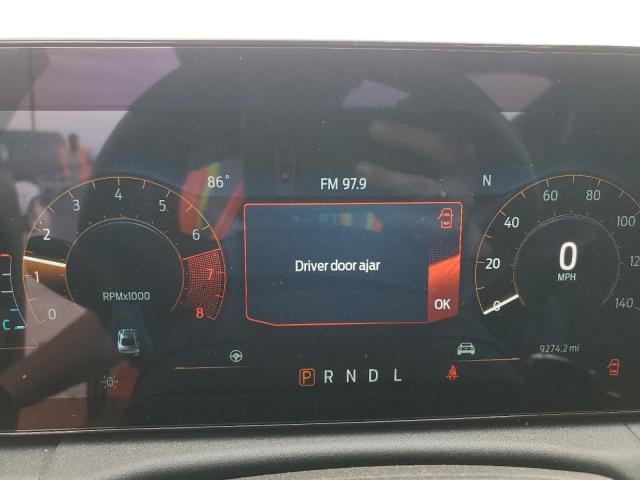 86° FM 97.9 N
0 1 2 3 4 5 6 7 8
RPMx1000
Driver door ajar
OK
0 20 40 60 80 100 120 140
0
MPH
C
9274.2 mi
P R N D L